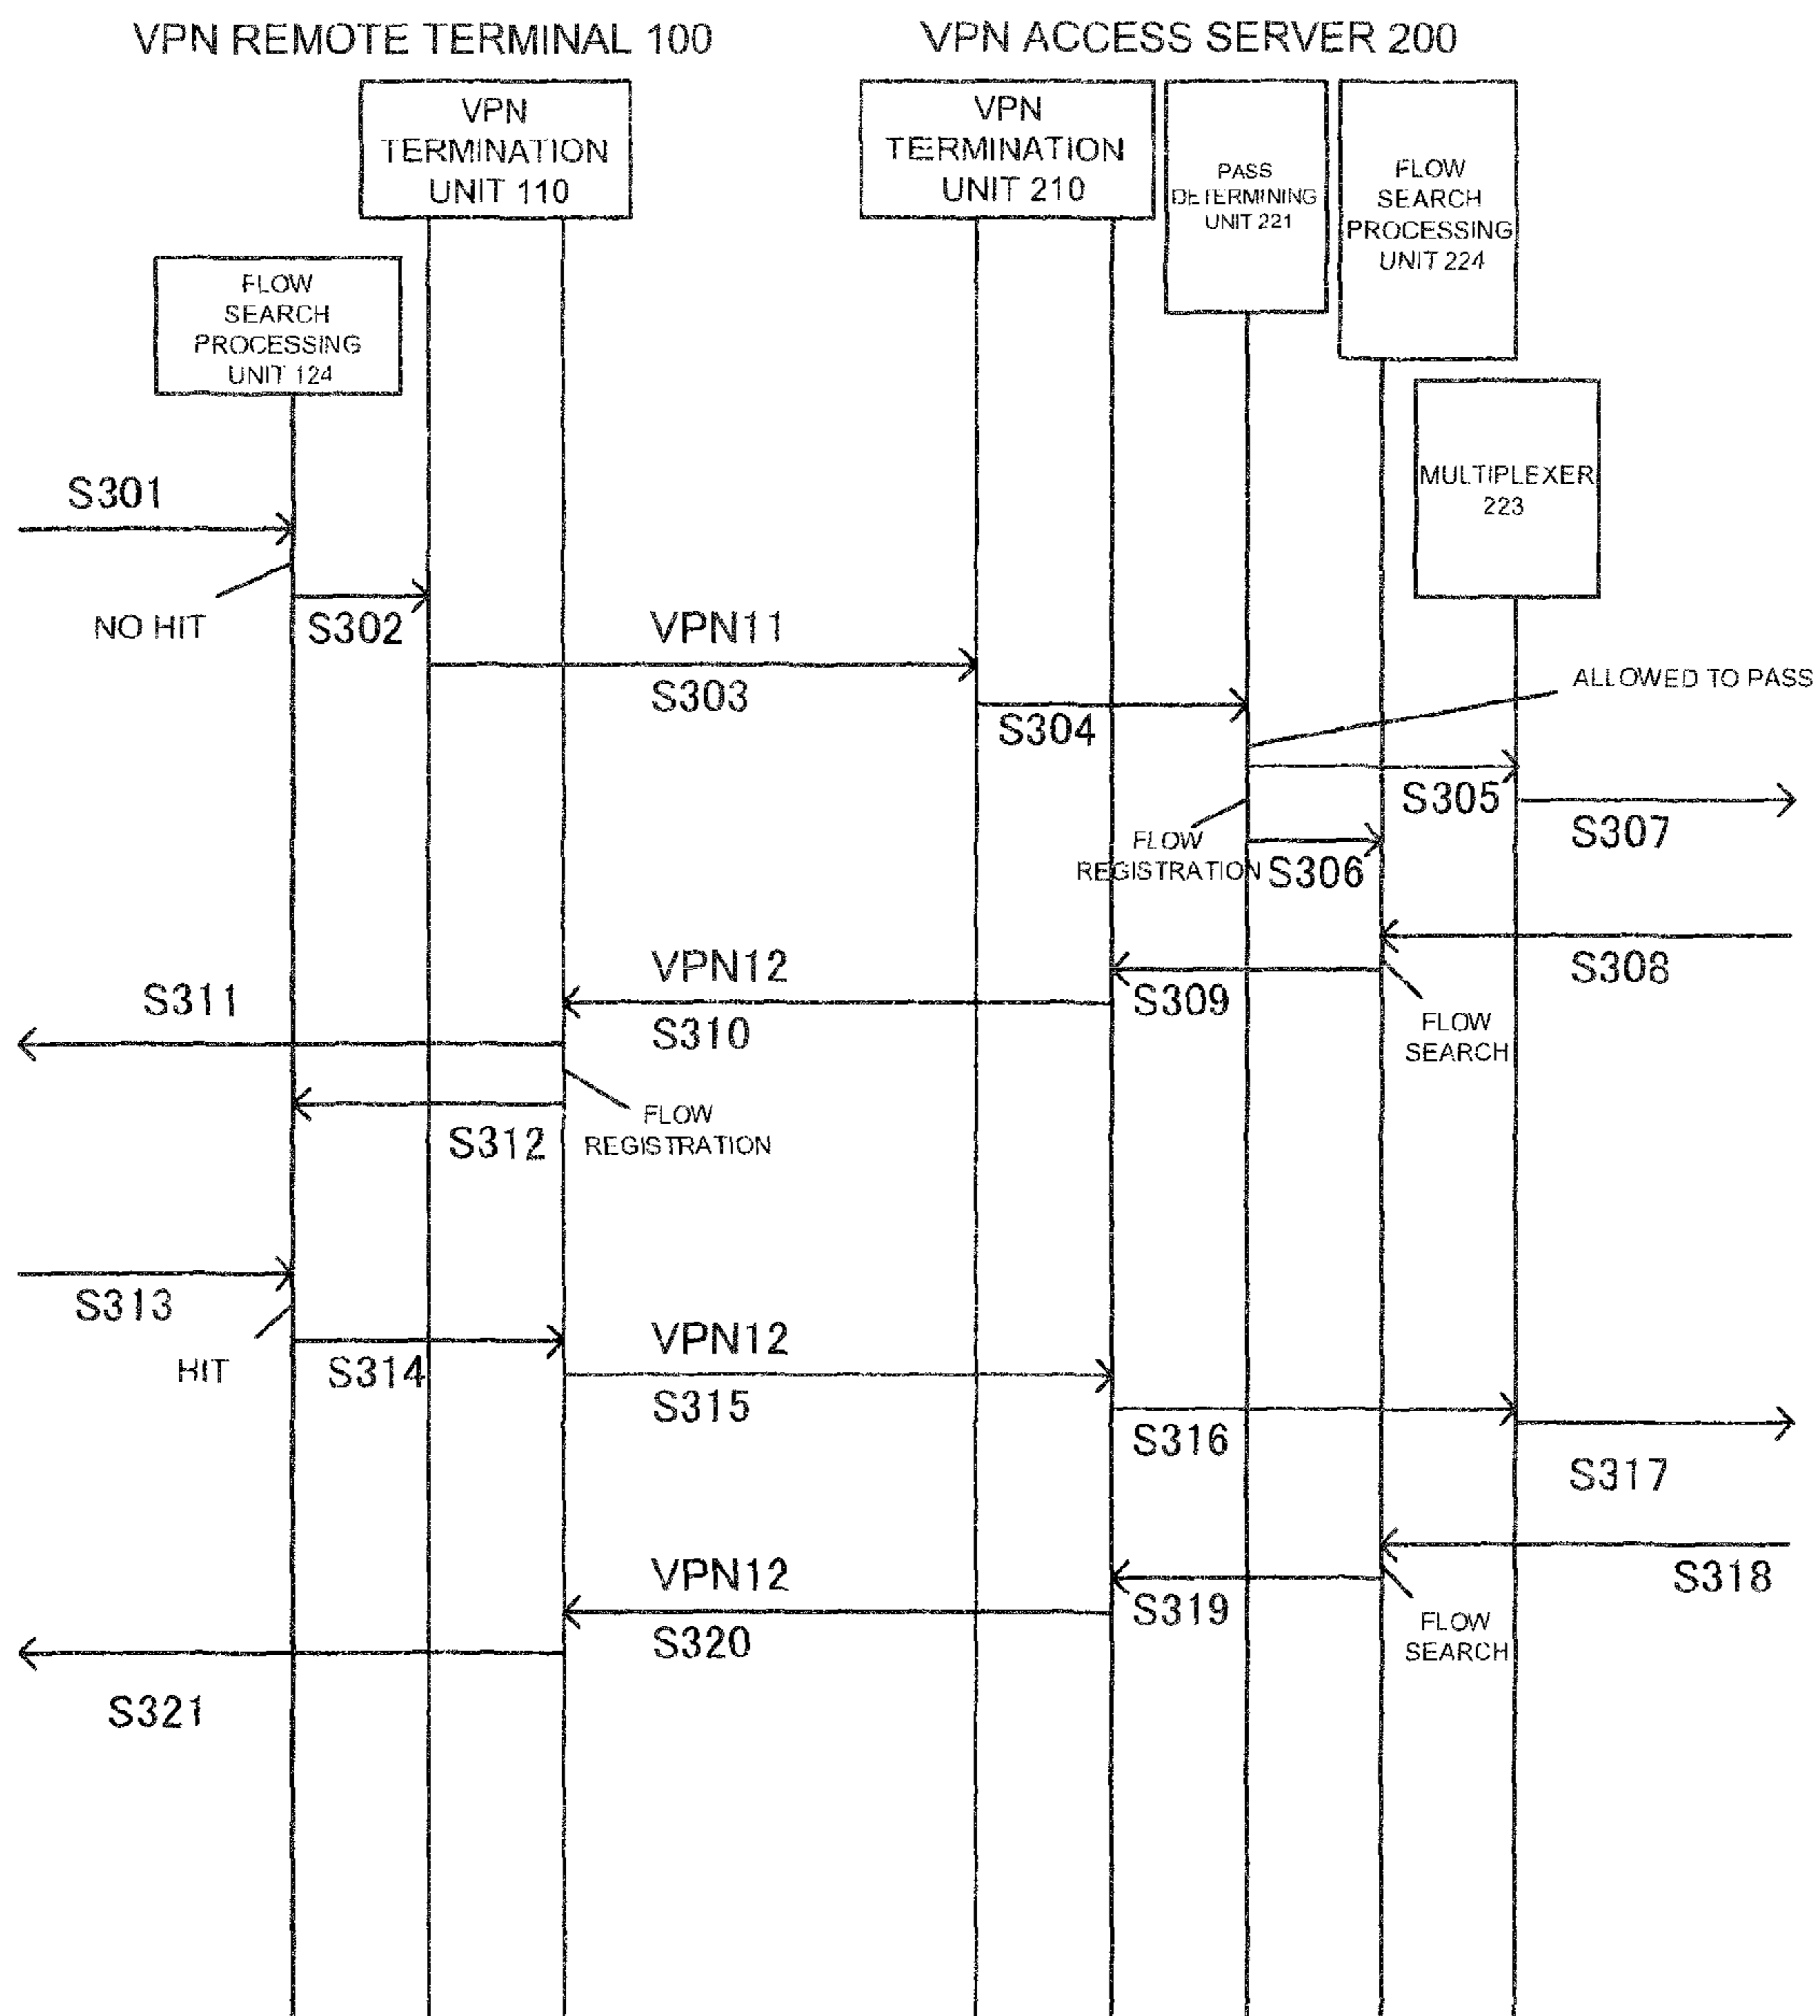 VPN REMOTE TERMINAL 100
VPN ACCESS SERVER 200
VPN
TERMINATION
UNIT 110
VPN
TERMINATION
UNIT 210
PASS
DETERMINING
UNIT 221
FLOW
SEARCH
PROCESSING
UNIT 224
FLOW
SEARCH
PROCESSING
UNIT 124
MULTIPLEXER
223
S301
NO HIT
S302
VPN11
S303
S304
ALLOWED TO PASS
S305
S307
FLOW
REGISTRATION
S306
S308
VPN12
S309
S310
S311
FLOW
SEARCH
S312
FLOW
REGISTRATION
S313
HIT
S314
VPN12
S315
S316
S317
S318
VPN12
S319
S320
FLOW
SEARCH
S321